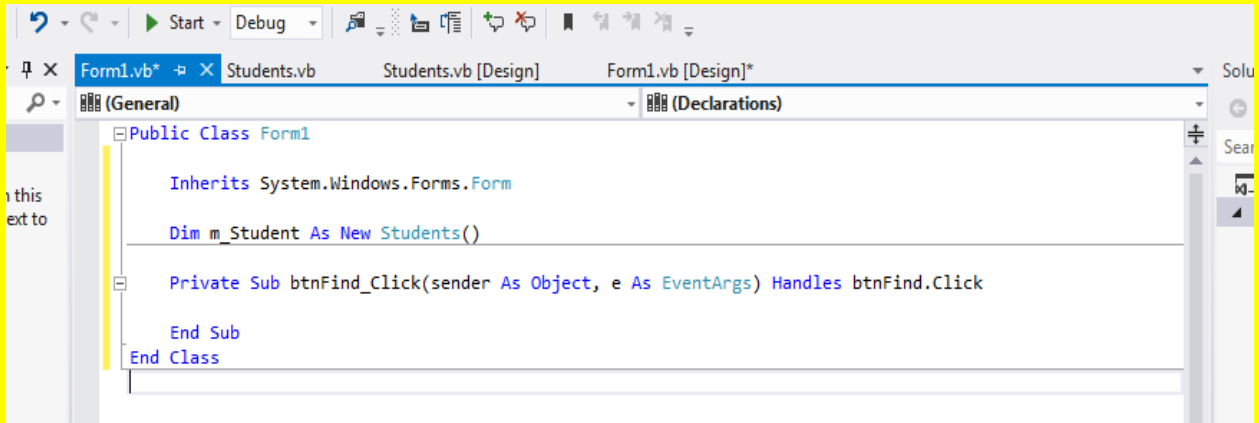 Start Debug
Form1.vb* Students.vb Students.vb [Design] Form1.vb [Design]* Solu
(General) (Declarations)
Public Class Form1
Sear
Inherits System.Windows.Forms.Form
n this
ext to
Dim m_Student As New Students()
Private Sub btnFind_Click(sender As Object, e As EventArgs) Handles btnFind.Click
End Sub
End Class